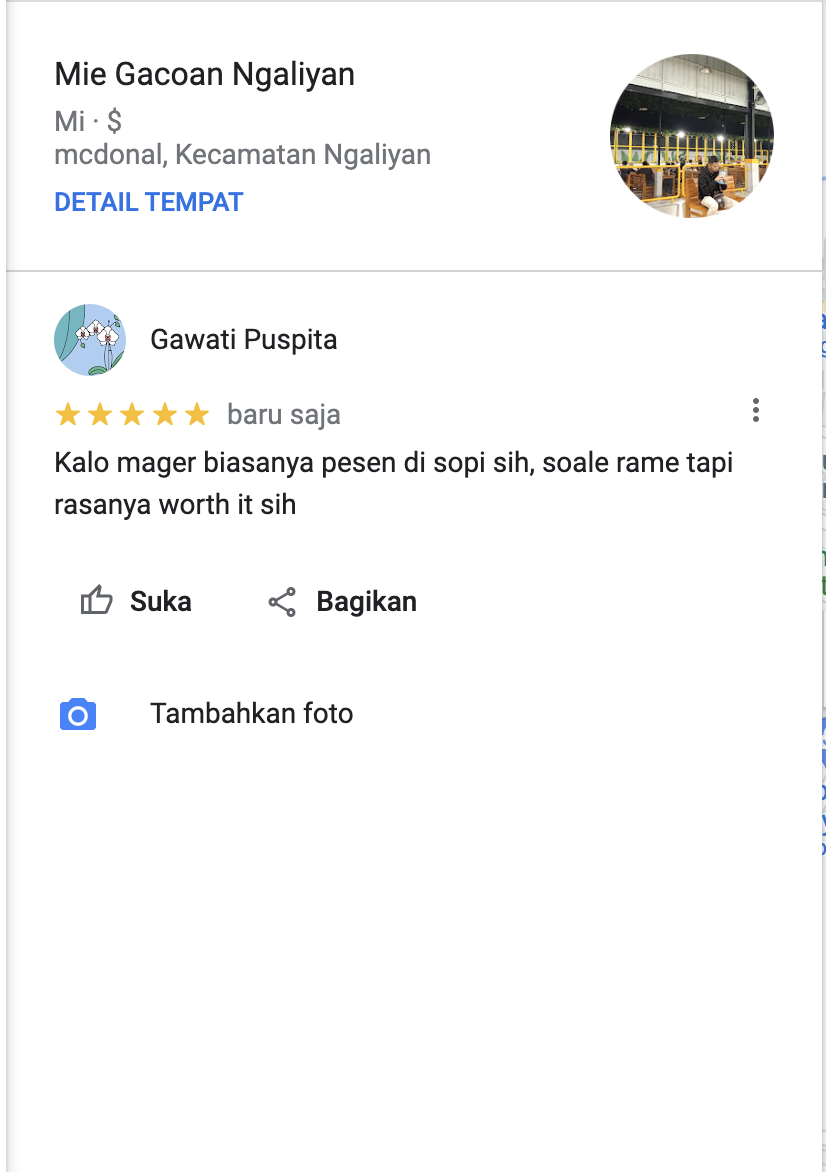 Mie Gacoan Ngaliyan
Mi · $
mcdonal, Kecamatan Ngaliyan
DETAIL TEMPAT
Gawati Puspita
baru saja
Kalo mager biasanya pesen di sopi sih, soale rame tapi
rasanya worth it sih
Suka
Bagikan
Tambahkan foto